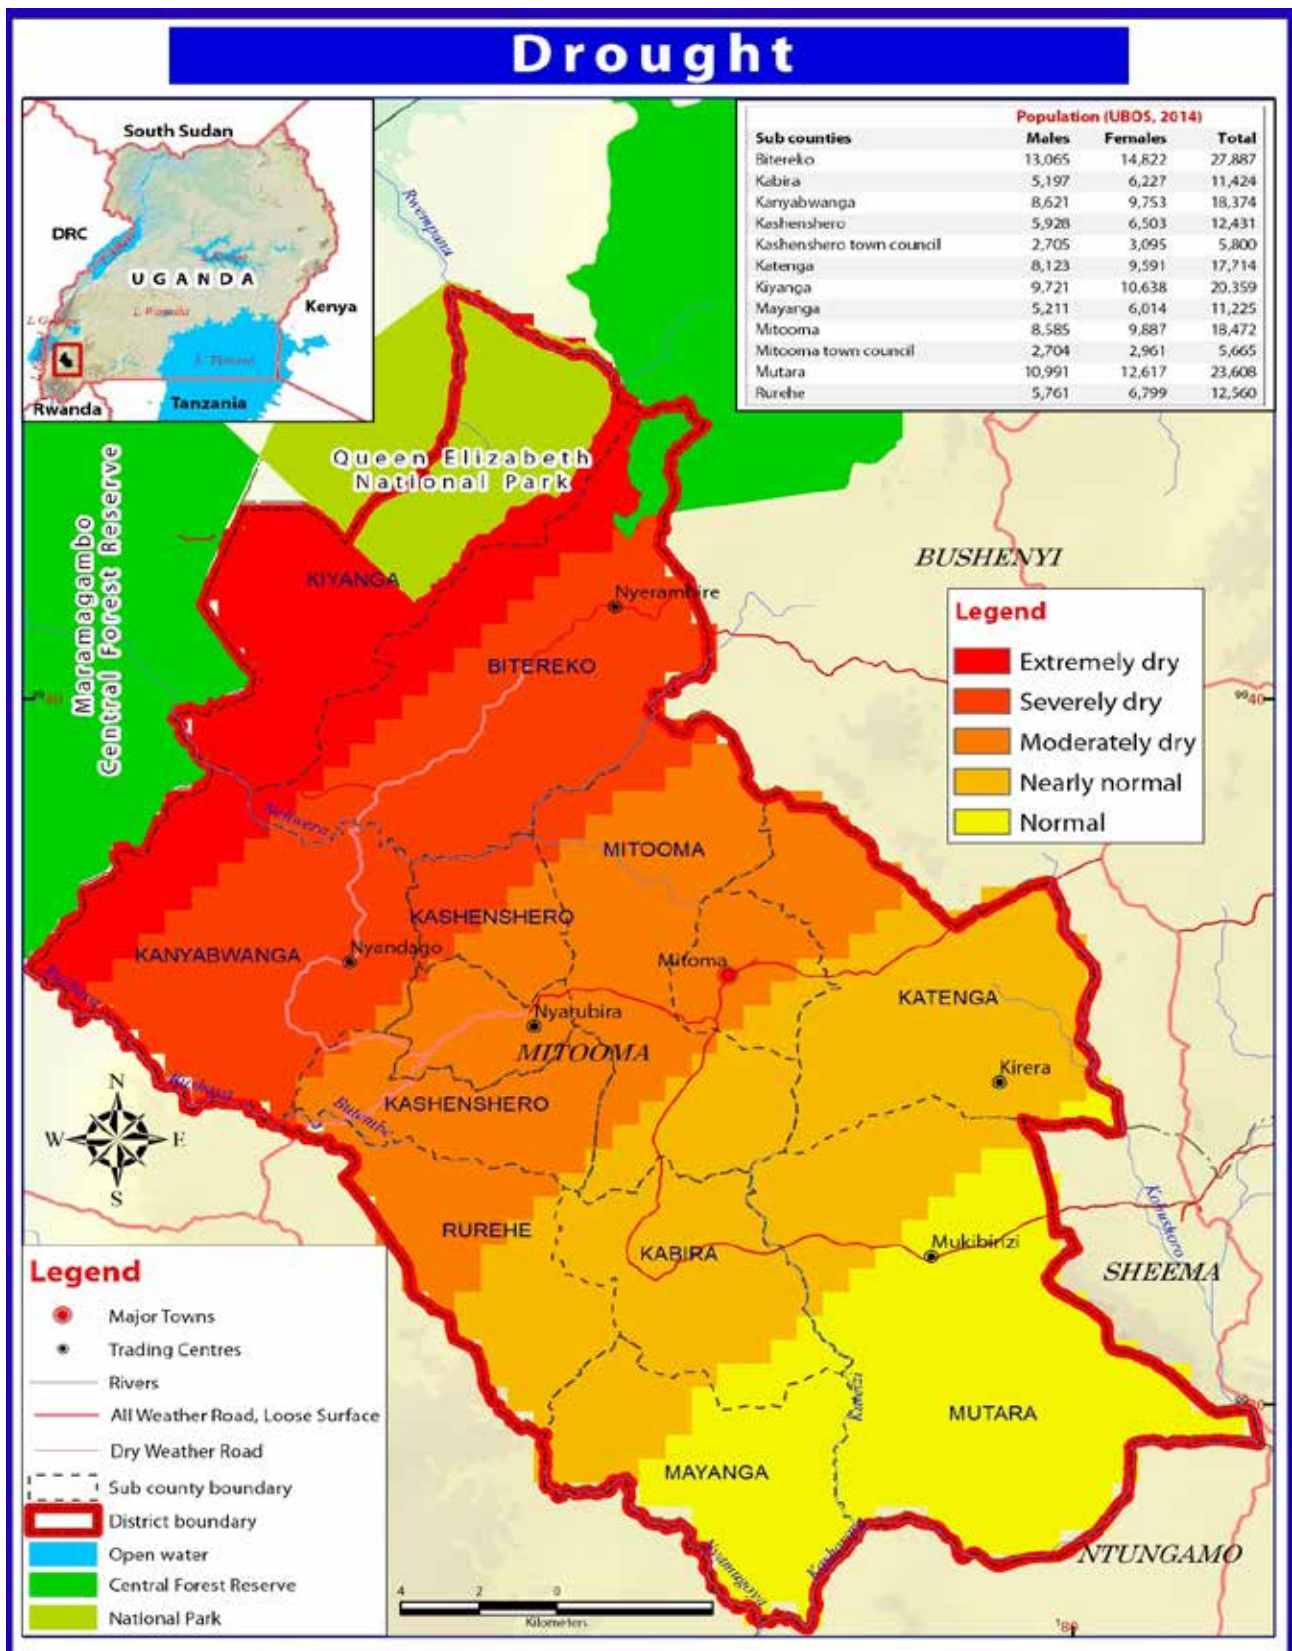 Drought
South Sudan
DRC
UGANDA
Kenya
Rwanda
Tanzania
Population (UBOS, 2014)
Sub counties Males Females Total
Bitereko 13,065 14,822 27,887
Kabira 5,197 6,227 11,424
Kanyabwanga 8,621 9,753 18,374
Kashenshero 5,928 6,503 12,431
Kashenshero town council 2,705 3,095 5,800
Katenga 8,123 9,591 17,714
Kiyanga 9,721 10,638 20,359
Mayanga 5,211 6,014 11,225
Mitooma 8,585 9,887 18,472
Mitooma town council 2,704 2,961 5,665
Mutara 10,991 12,617 23,608
Rurehe 5,761 6,799 12,560
Queen Elizabeth
National Park
Maramagambo
Central Forest Reserve
BUSHENYI
KIYANGA
Nyerambire
BITEREKO
Legend
Extremely dry
Severely dry
Moderately dry
Nearly normal
Normal
9940
MITOOMA
KASHENSHERO
KANYABWANGA
Nyandago
Mitoma
KATENGA
Nyarubira
MITOOMA
Kirera
KASHENSHERO
N
W E
S
RUREHE
KABIRA
Mukibirizi
SHEEMA
MUTARA
MAYANGA
NTUNGAMO
Legend
Major Towns
Trading Centres
Rivers
All Weather Road, Loose Surface
Dry Weather Road
Sub county boundary
District boundary
Open water
Central Forest Reserve
National Park
4 2 0
Kilometers
180